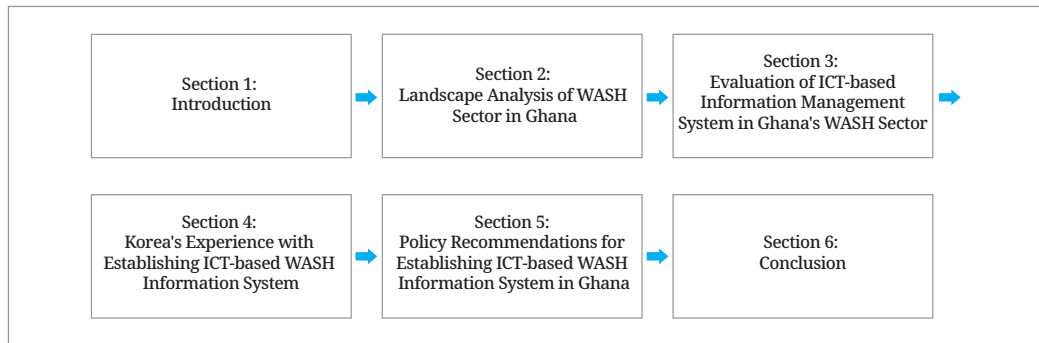 Section 1:
Introduction
Section 2:
Landscape Analysis of WASH
Sector in Ghana
Section 3:
Evaluation of ICT-based
Information Management
System in Ghana's WASH Sector
Section 4:
Korea's Experience with
Establishing ICT-based WASH
Information System
Section 5:
Policy Recommendations for
Establishing ICT-based WASH
Information System in Ghana
Section 6:
Conclusion